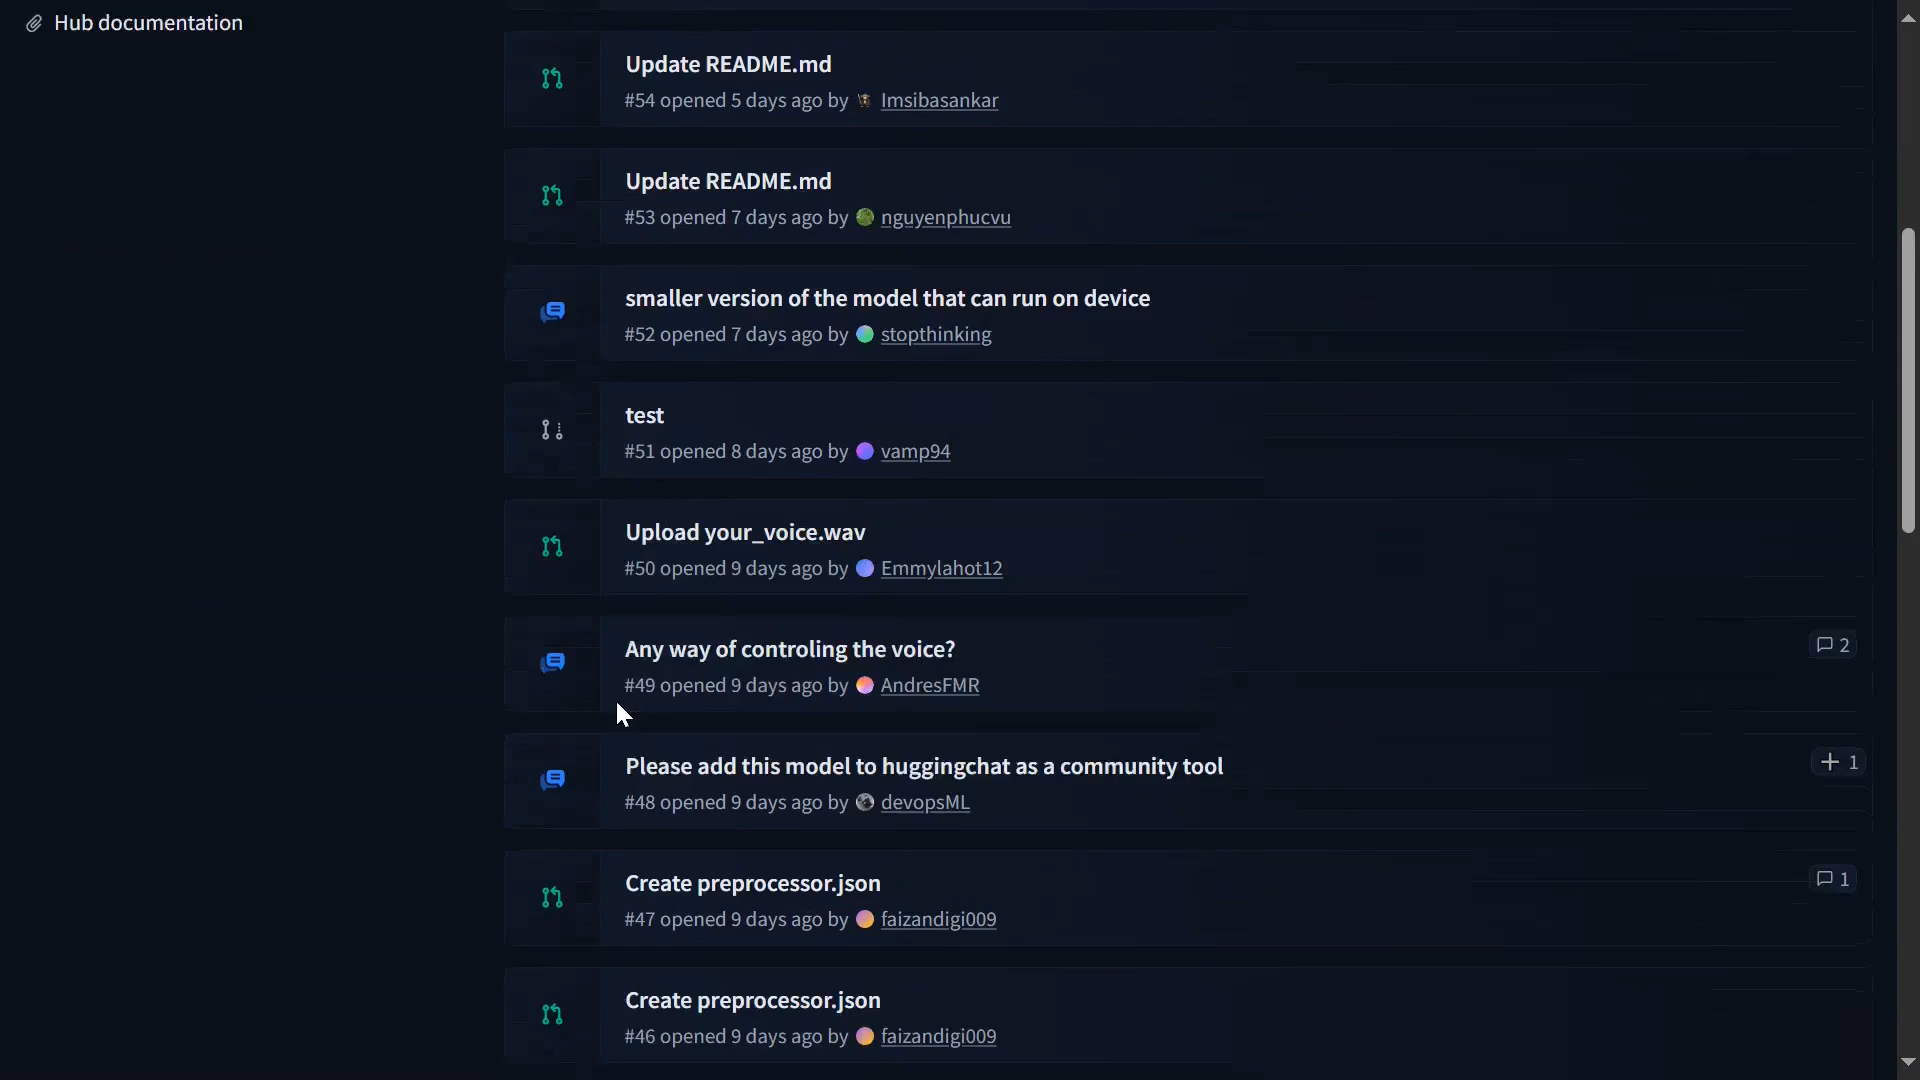 Hub documentation
Update README.md
#54 opened 5 days ago by Imsibasankar
Update README.md
#53 opened 7 days ago by nguyenphucvu
smaller version of the model that can run on device
#52 opened 7 days ago by stopthinking
test
#51 opened 8 days ago by vamp94
Upload your_voice.wav
#50 opened 9 days ago by Emmylahot12
Any way of controling the voice?
2
#49 opened 9 days ago by AndresFMR
Please add this model to huggingchat as a community tool
+ 1
#48 opened 9 days ago by devopsML
Create preprocessor.json
1
#47 opened 9 days ago by faizandigi009
Create preprocessor.json
#46 opened 9 days ago by faizandigi009